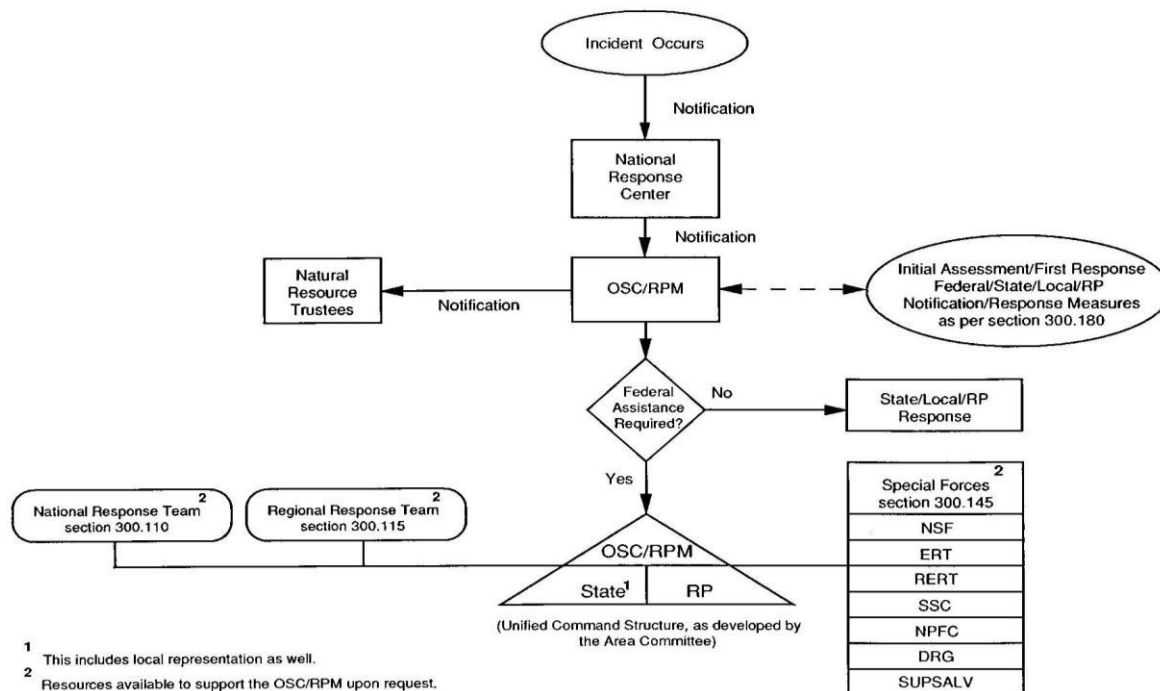 Incident Occurs
Notification
National
Response
Center
Notification
Natural
Resource
Trustees
Notification
OSC/RPM
Initial Assessment/First Response
Federal/State/Local/RP
Notification/Response Measures
as per section 300.180
Federal
Assistance
Required?
No
State/Local/RP
Response
Yes
National Response Team 2
section 300.110
Regional Response Team 2
section 300.115
Special Forces 2
section 300.145
NSF
ERT
RERT
SSC
NPFC
DRG
SUPSALV
OSC/RPM
State 1
RP
(Unified Command Structure, as developed by
the Area Committee)
1 This includes local representation as well.
2 Resources available to support the OSC/RPM upon request.